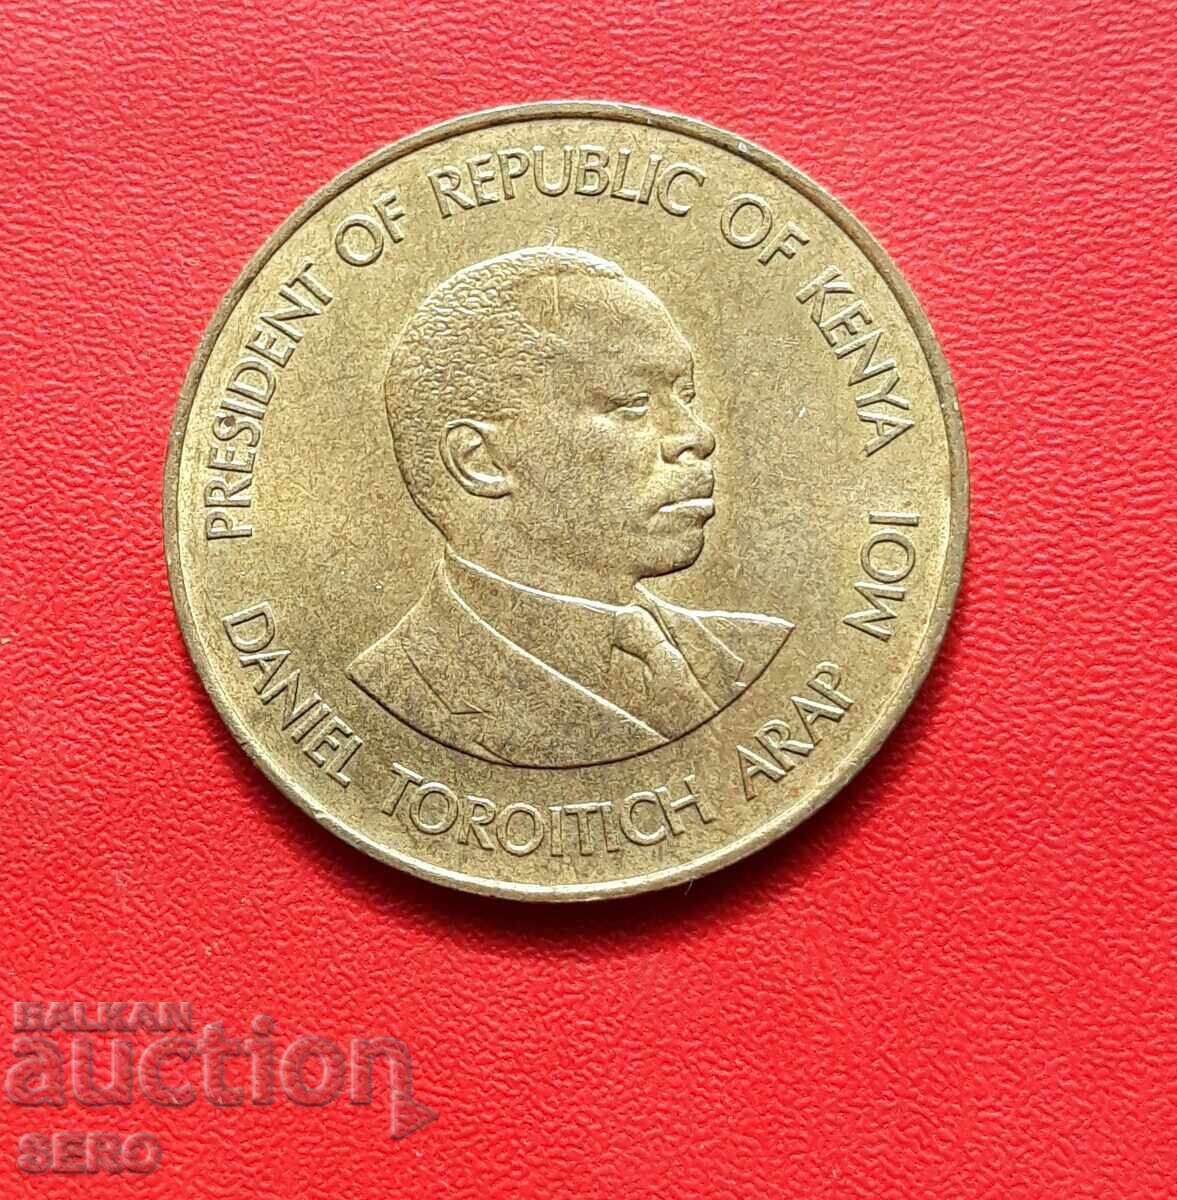 PRESIDENT OF REPUBLIC OF KENYA
DANIEL TOROITICH ARAP MOI
BALKAN
auction
SERO